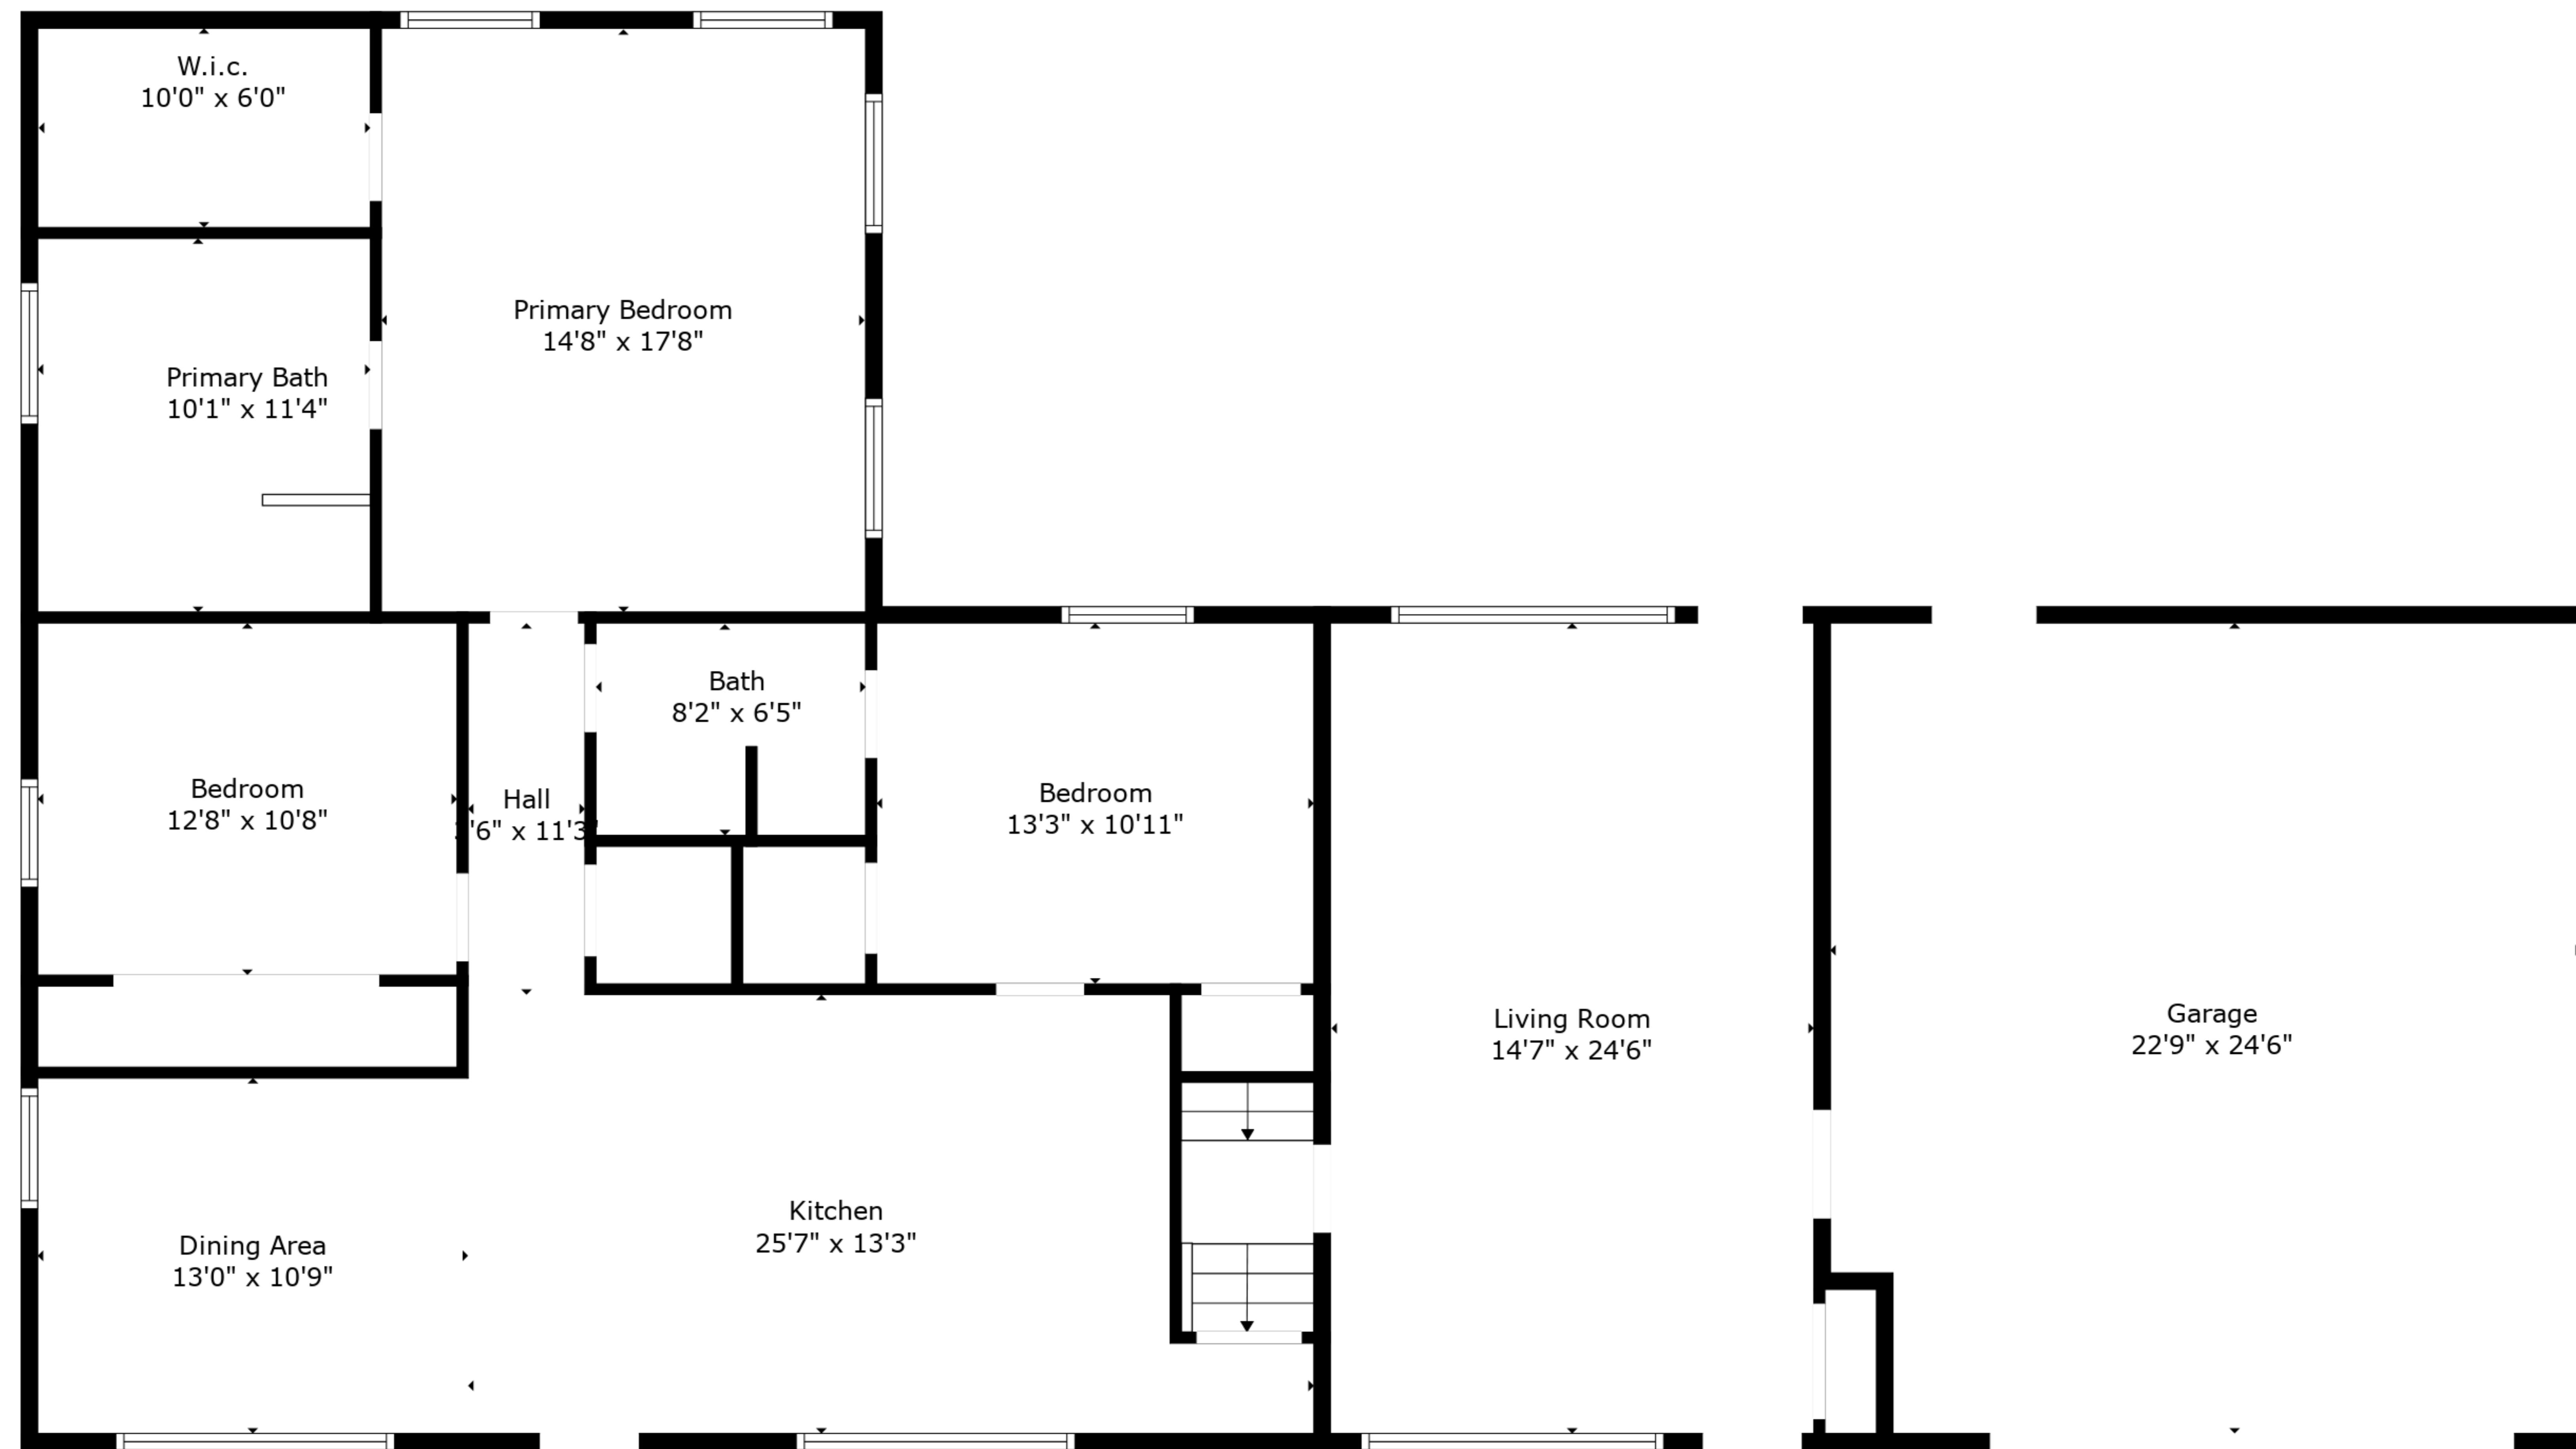 W.i.c.
10'0" x 6'0"
Primary Bedroom
14'8" x 17'8"
Primary Bath
10'1" x 11'4"
Bath
8'2" x 6'5"
Bedroom
12'8" x 10'8"
Hall
'6" x 11'3"
Bedroom
13'3" x 10'11"
Living Room
14'7" x 24'6"
Garage
22'9" x 24'6"
Kitchen
25'7" x 13'3"
Dining Area
13'0" x 10'9"